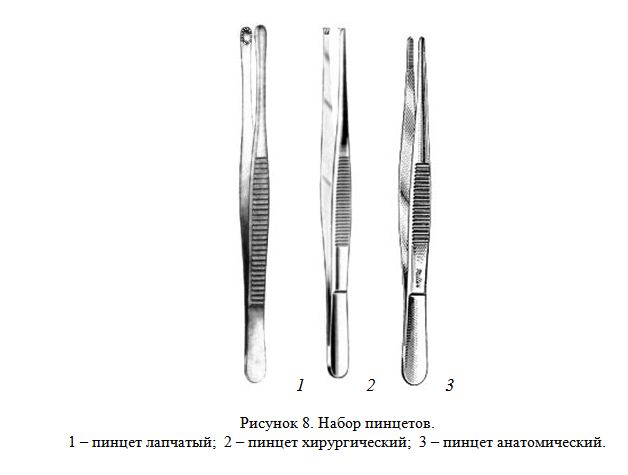 1 2 3
Рисунок 8. Набор пинцетов.
1 – пинцет лапчатый; 2 – пинцет хирургический; 3 – пинцет анатомический.